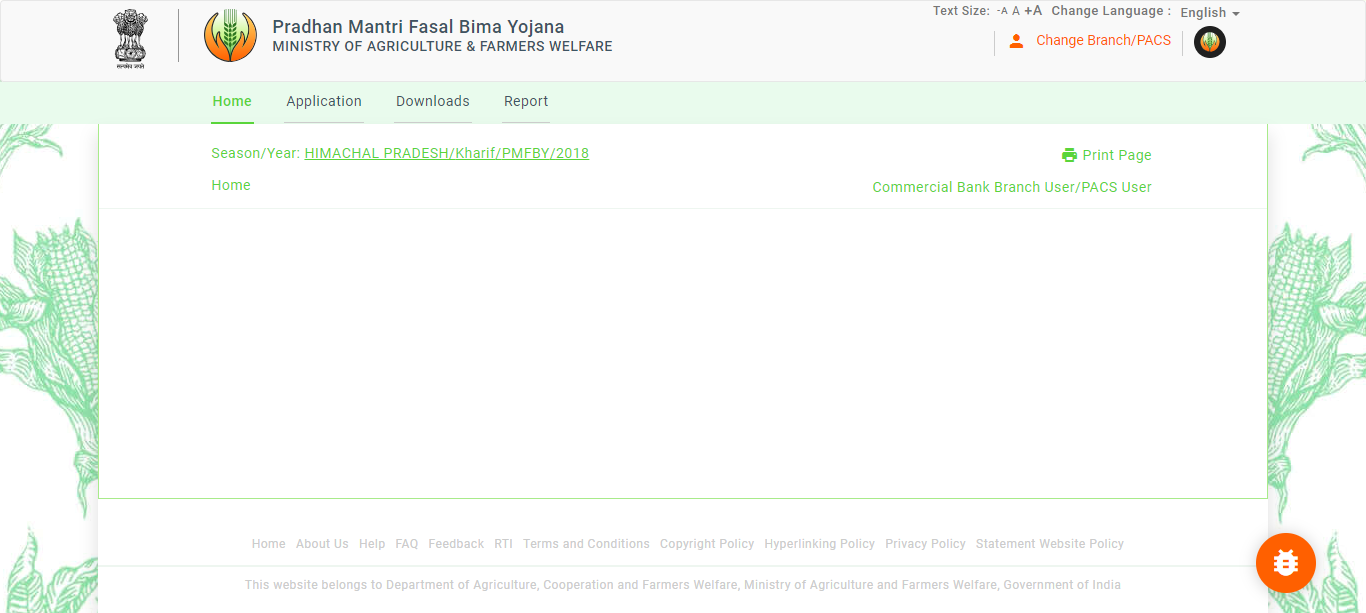 Text Size: -A A +A Change Language : English
Pradhan Mantri Fasal Bima Yojana
MINISTRY OF AGRICULTURE & FARMERS WELFARE
सत्यमेव जयते
Change Branch/PACS
Home Application Downloads Report
Season/Year: HIMACHAL PRADESH/Kharif/PMFBY/2018
Print Page
Home
Commercial Bank Branch User/PACS User
Home About Us Help FAQ Feedback RTI Terms and Conditions Copyright Policy Hyperlinking Policy Privacy Policy Statement Website Policy
This website belongs to Department of Agriculture, Cooperation and Farmers Welfare, Ministry of Agriculture and Farmers Welfare, Government of India